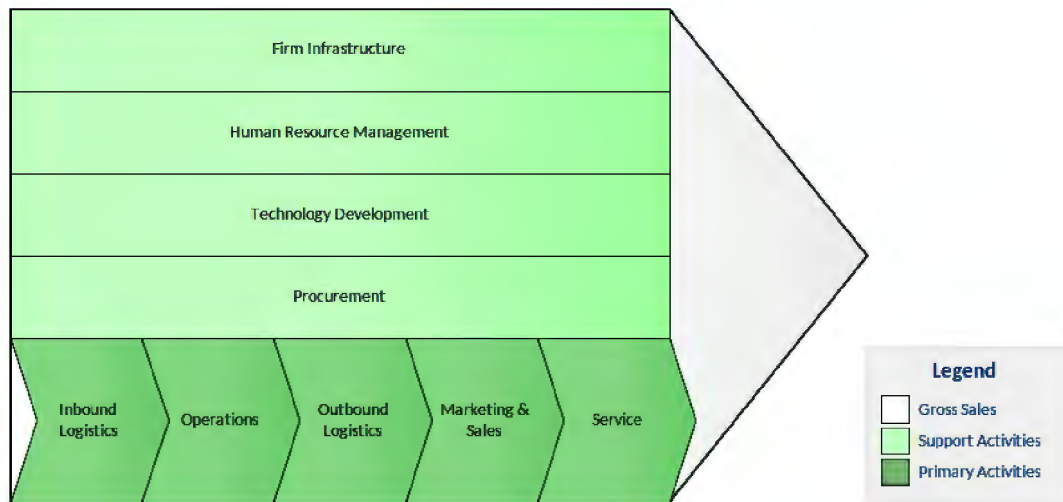 Firm Infrastructure
Human Resource Management
Technology Development
Procurement
Inbound
Logistics
Operations
Outbound
Logistics
Marketing &
Sales
Service
Legend
Gross Sales
Support Activities
Primary Activities